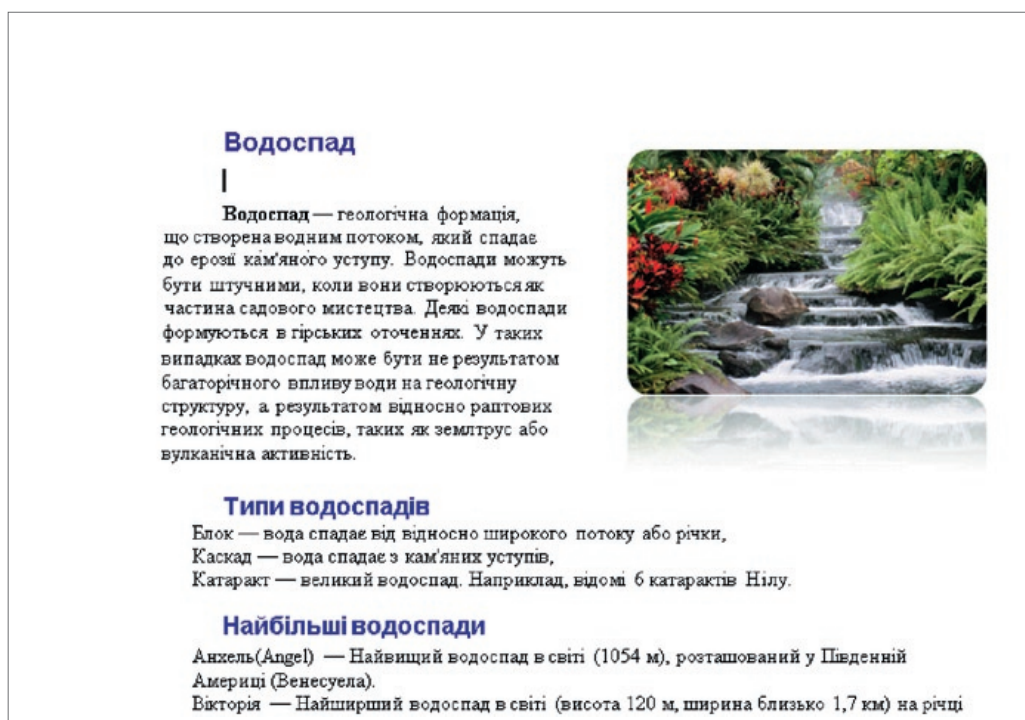 Водоспад
Водоспад — геологічна формація,
що створена водним потоком, який спадає
до ерозії кам'яного уступу. Водоспади можуть
бути штучними, коли вони створюються як
частина садового мистецтва. Деякі водоспади
формуються в гірських оточеннях. У таких
випадках водоспад може бути не результатом
багаторічного впливу води на геологічну
структуру, а результатом відносно раптових
геологічних процесів, таких як землтрус або
вулканічна активність.
Типи водоспадів
Блок — вода спадає від відносно широкого потоку або річки,
Каскад — вода спадає з кам'яних уступів,
Катаракт — великий водоспад. Наприклад, відомі 6 катарактів Нілу.
Найбільші водоспади
Анхель(Angel) — Найвищий водоспад в світі (1054 м), розташований у Південній
Америці (Венесуела).
Вікторія — Найширший водоспад в світі (висота 120 м, ширина близько 1,7 км) на річці